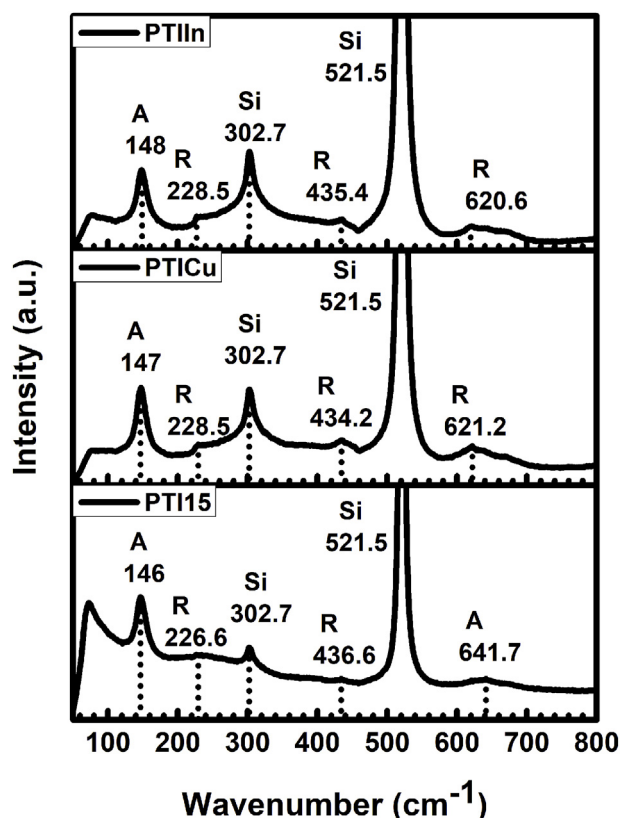 PTIIn
A
148
R
228.5
Si
302.7
R
435.4
Si
521.5
R
620.6
PTICu
A
147
R
228.5
Si
302.7
R
434.2
Si
521.5
R
621.2
PTI15
A
146
R
226.6
Si
302.7
R
436.6
Si
521.5
A
641.7
Intensity (a.u.)
100 200 300 400 500 600 700 800
Wavenumber (cm⁻¹)